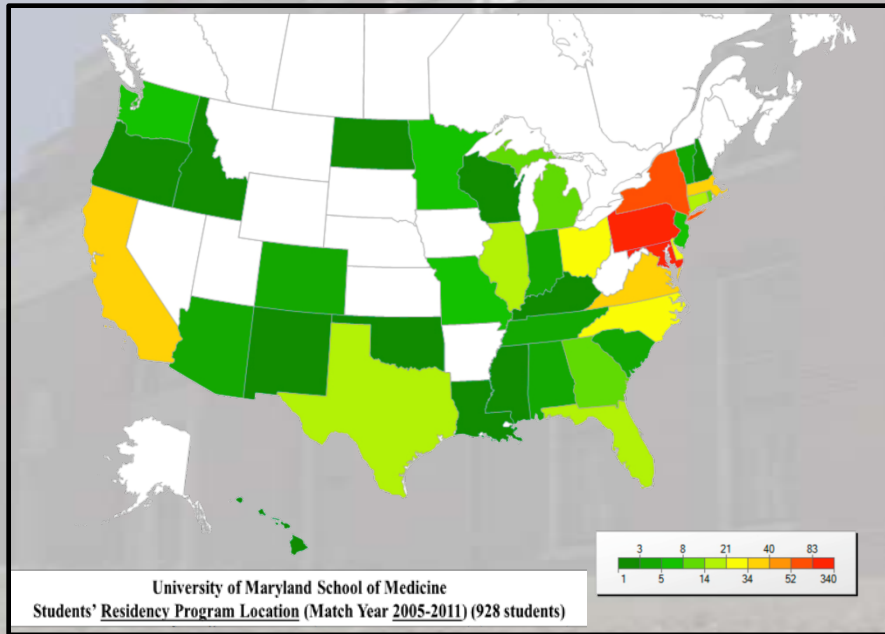 3 8 21 40 83
1 5 14 34 52 340
University of Maryland School of Medicine
Students' Residency Program Location (Match Year 2005-2011) (928 students)